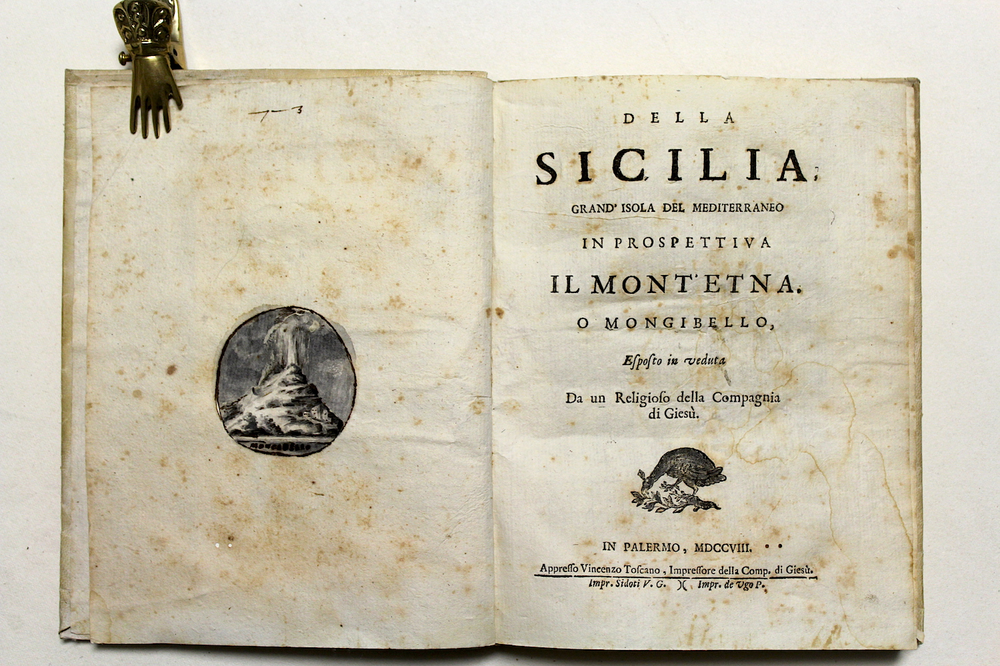 7-3
MONGIBELLO
DELLA
SICILIA,
GRAND' ISOLA DEL MEDITERRANEO
IN PROSPETTIVA
IL MONT'ETNA.
O MONGIBELLO,
Eſpoſto in veduta
Da un Religioſo della Compagnia
di Giesù.
IN PALERMO, MDCCVIII.
Appreſſo Vincenzo Toſcano, Impreſſore della Comp. di Giesù.
Impr. Sidoti V. G. )( Impr. de Ugo P.